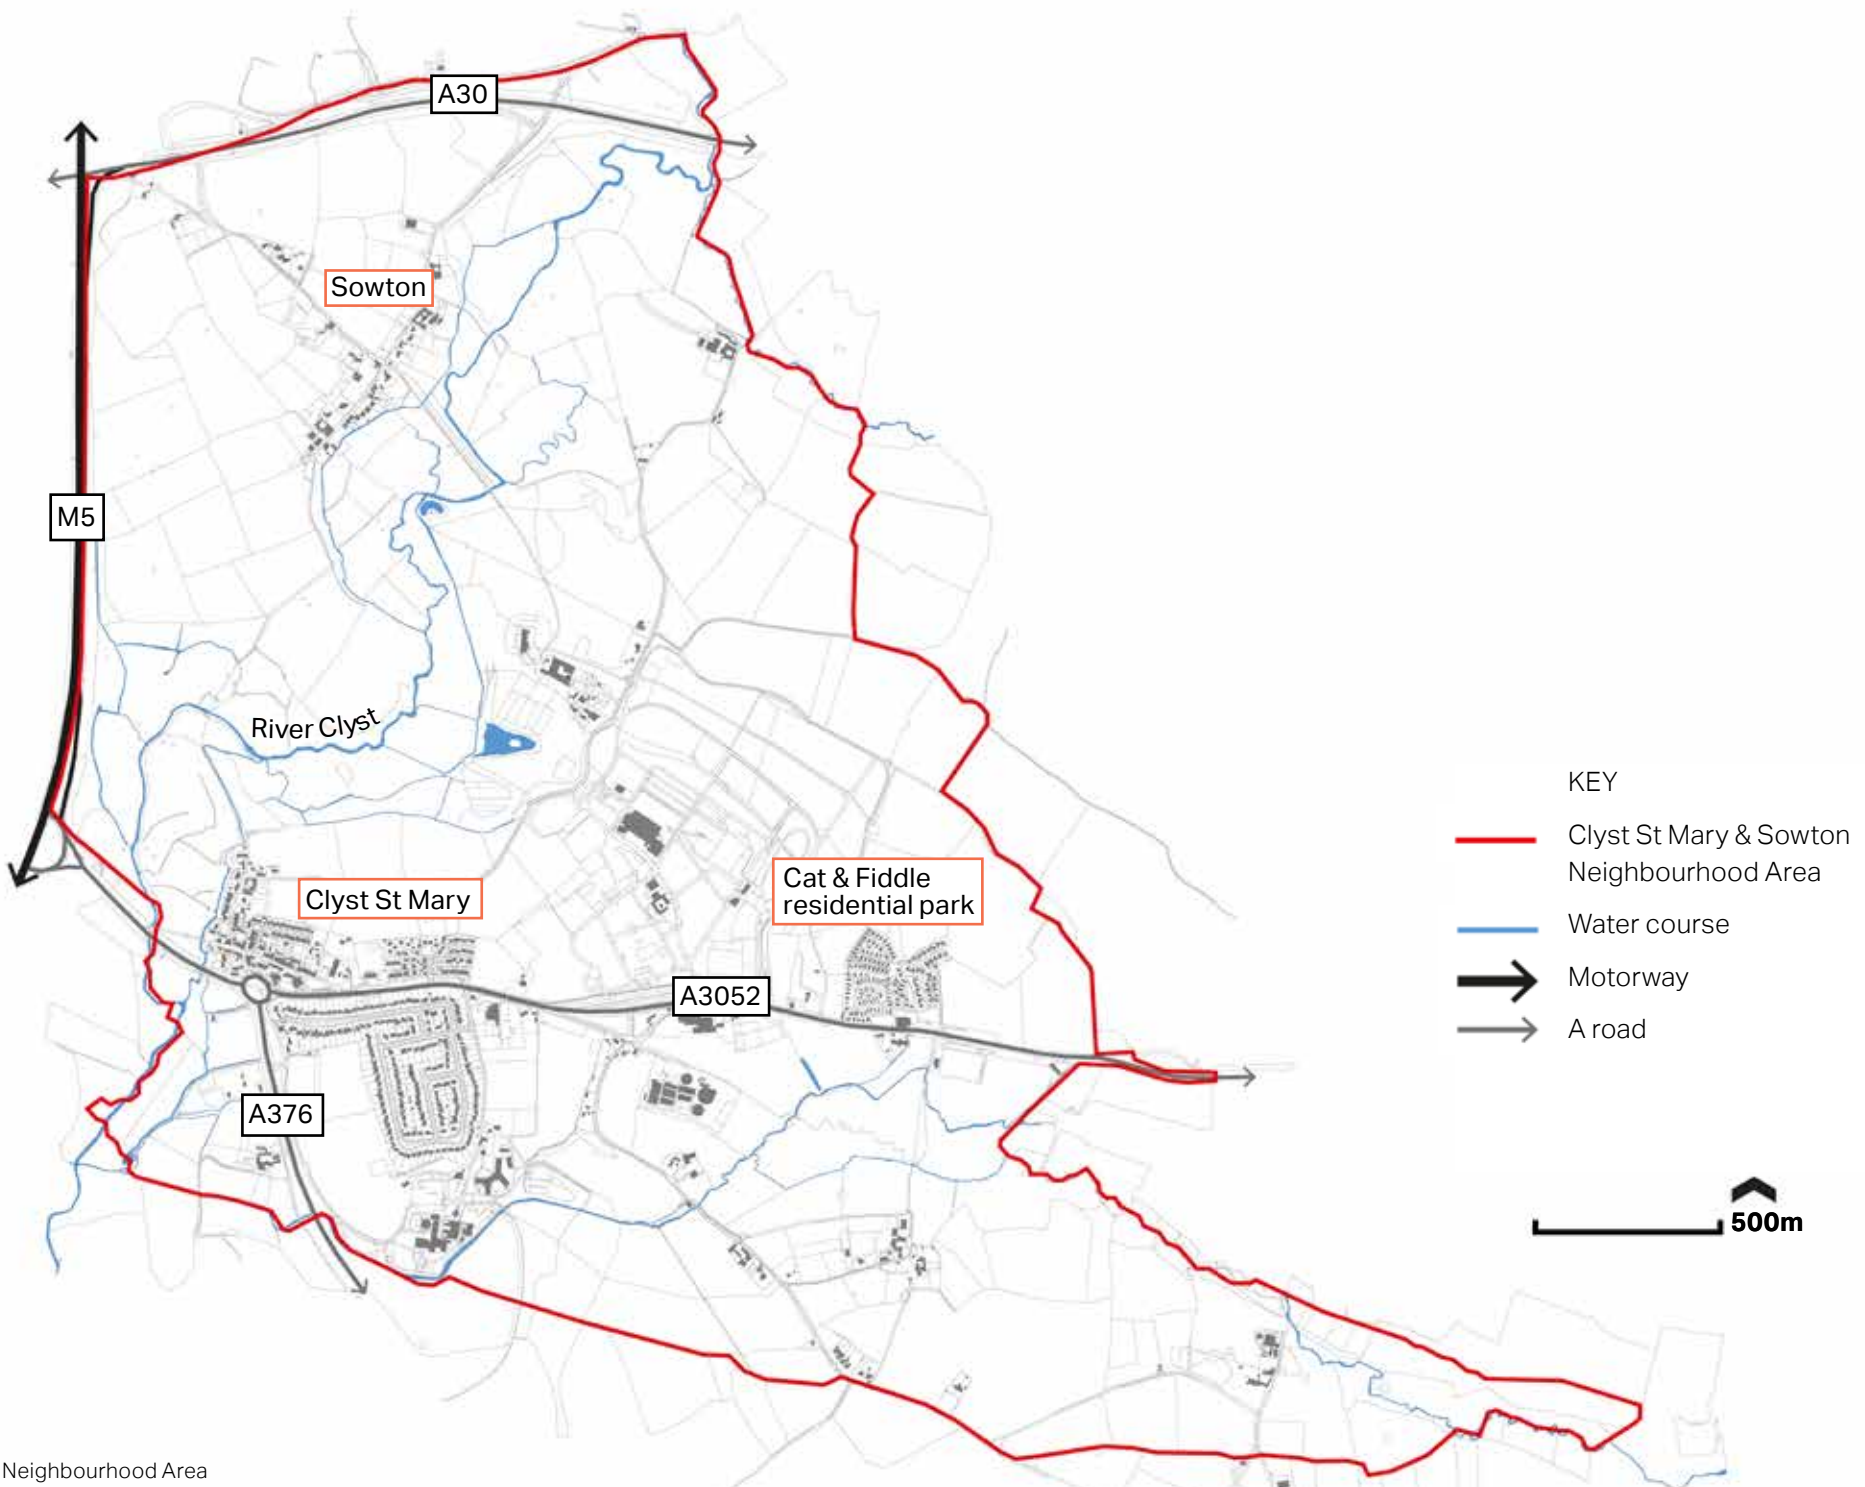 A30
Sowton
M5
River Clyst
KEY
Clyst St Mary & Sowton
Neighbourhood Area
Clyst St Mary
Cat & Fiddle
residential park
Water course
Motorway
A3052
A road
A376
500m
Neighbourhood Area